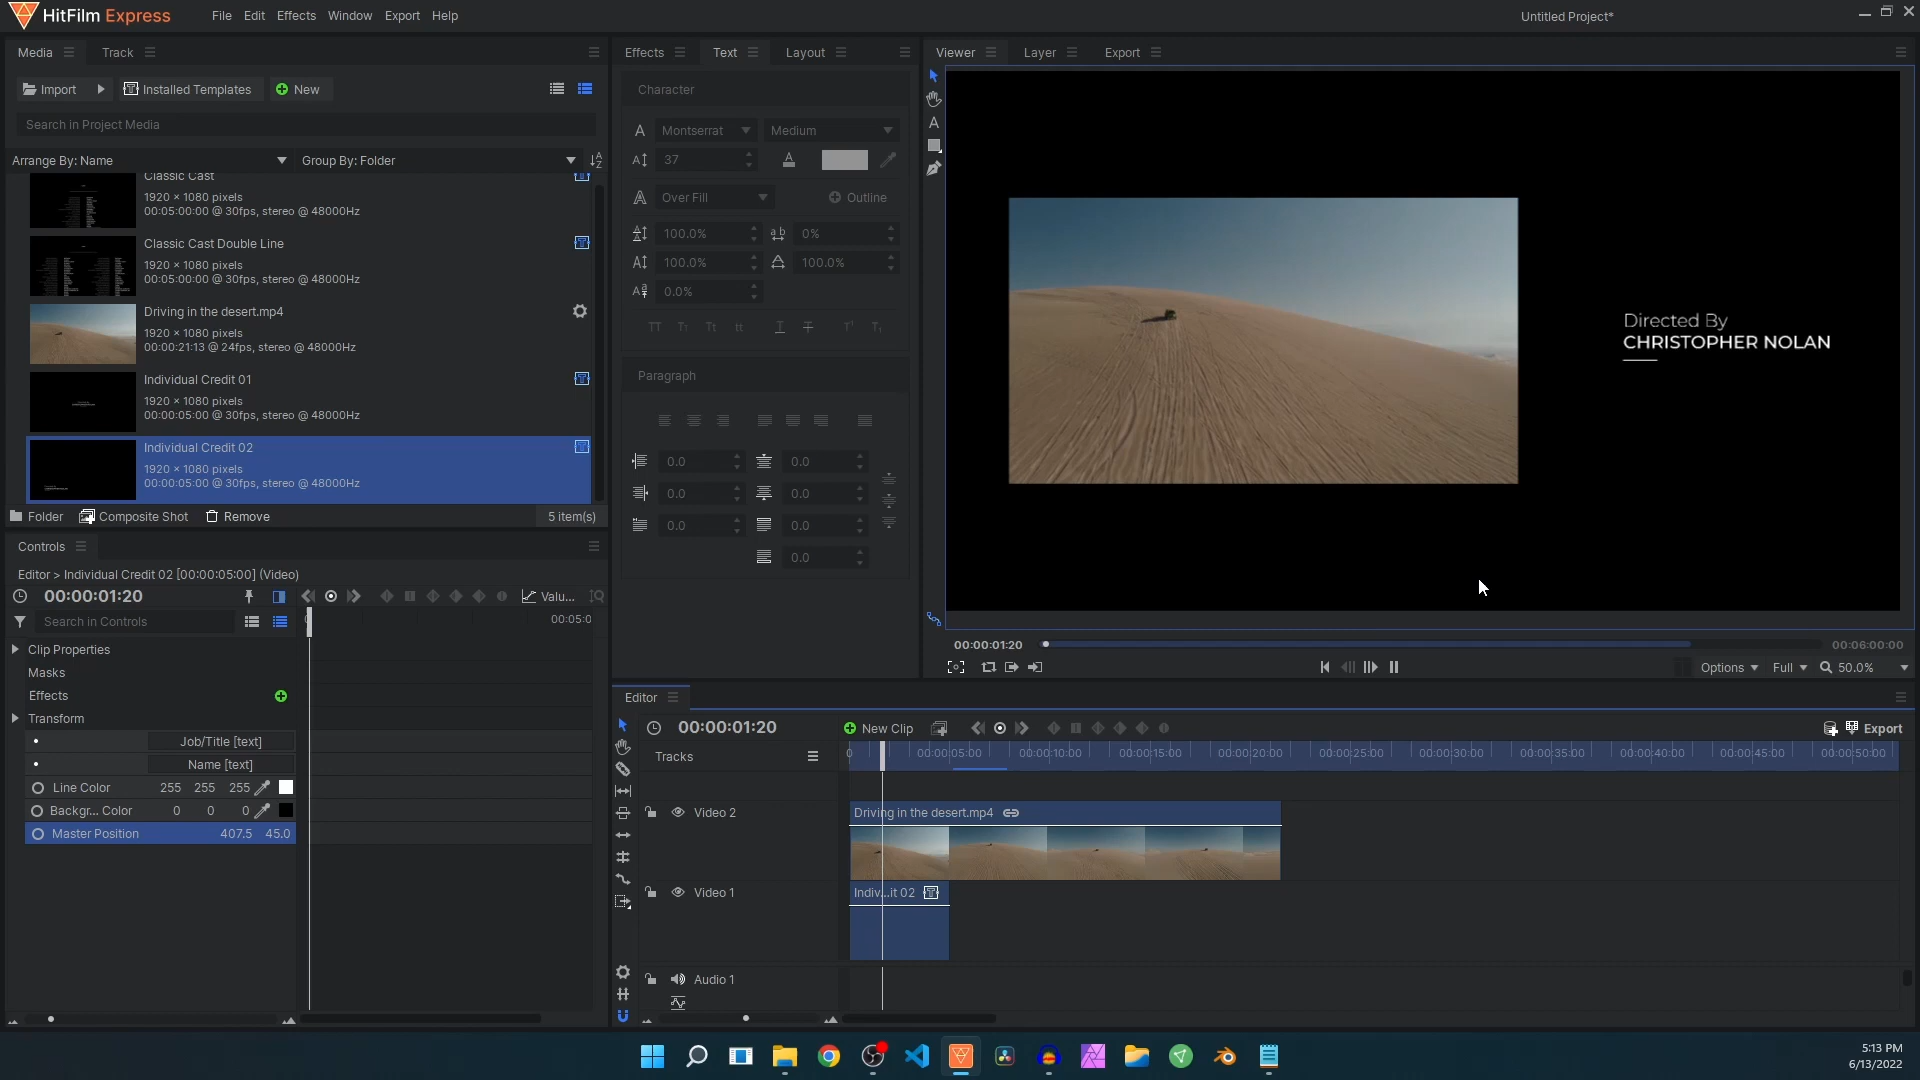 HitFilm Express
File Edit Effects Window Export Help
Untitled Project*
Media
Track
Import
Installed Templates
New
Search in Project Media
Arrange By: Name
Group By: Folder
Classic Cast
1920 × 1080 pixels
00:05:00:00 @ 30fps, stereo @ 48000Hz
Classic Cast Double Line
1920 × 1080 pixels
00:05:00:00 @ 30fps, stereo @ 48000Hz
Driving in the desert.mp4
1920 × 1080 pixels
00:00:21:13 @ 24fps, stereo @ 48000Hz
Individual Credit 01
1920 × 1080 pixels
00:00:05:00 @ 30fps, stereo @ 48000Hz
Individual Credit 02
1920 × 1080 pixels
00:00:05:00 @ 30fps, stereo @ 48000Hz
Folder
Composite Shot
Remove
5 item(s)
Effects
Text
Layout
Character
Montserrat
Medium
37
Over Fill
Outline
100.0%
0%
100.0%
100.0%
0.0%
Paragraph
0.0 0.0
0.0 0.0
0.0 0.0
0.0
Viewer
Layer
Export
Directed By
CHRISTOPHER NOLAN
00:00:01:20
00:06:00:00
Options
Full
50.0%
Controls
Editor > Individual Credit 02 [00:00:05:00] (Video)
00:00:01:20
Valu...
Search in Controls
00:05:0
Clip Properties
Masks
Effects
Transform
Job/Title [text]
Name [text]
Line Color 255 255 255
Backgr... Color 0 0 0
Master Position 407.5 45.0
Editor
00:00:01:20
New Clip
Export
Tracks
0 00:00:05:00 00:00:10:00 00:00:15:00 00:00:20:00 00:00:25:00 00:00:30:00 00:00:35:00 00:00:40:00 00:00:45:00 00:00:50:00
Video 2
Driving in the desert.mp4
Video 1
Indiv...it 02
Audio 1
5:13 PM
6/13/2022